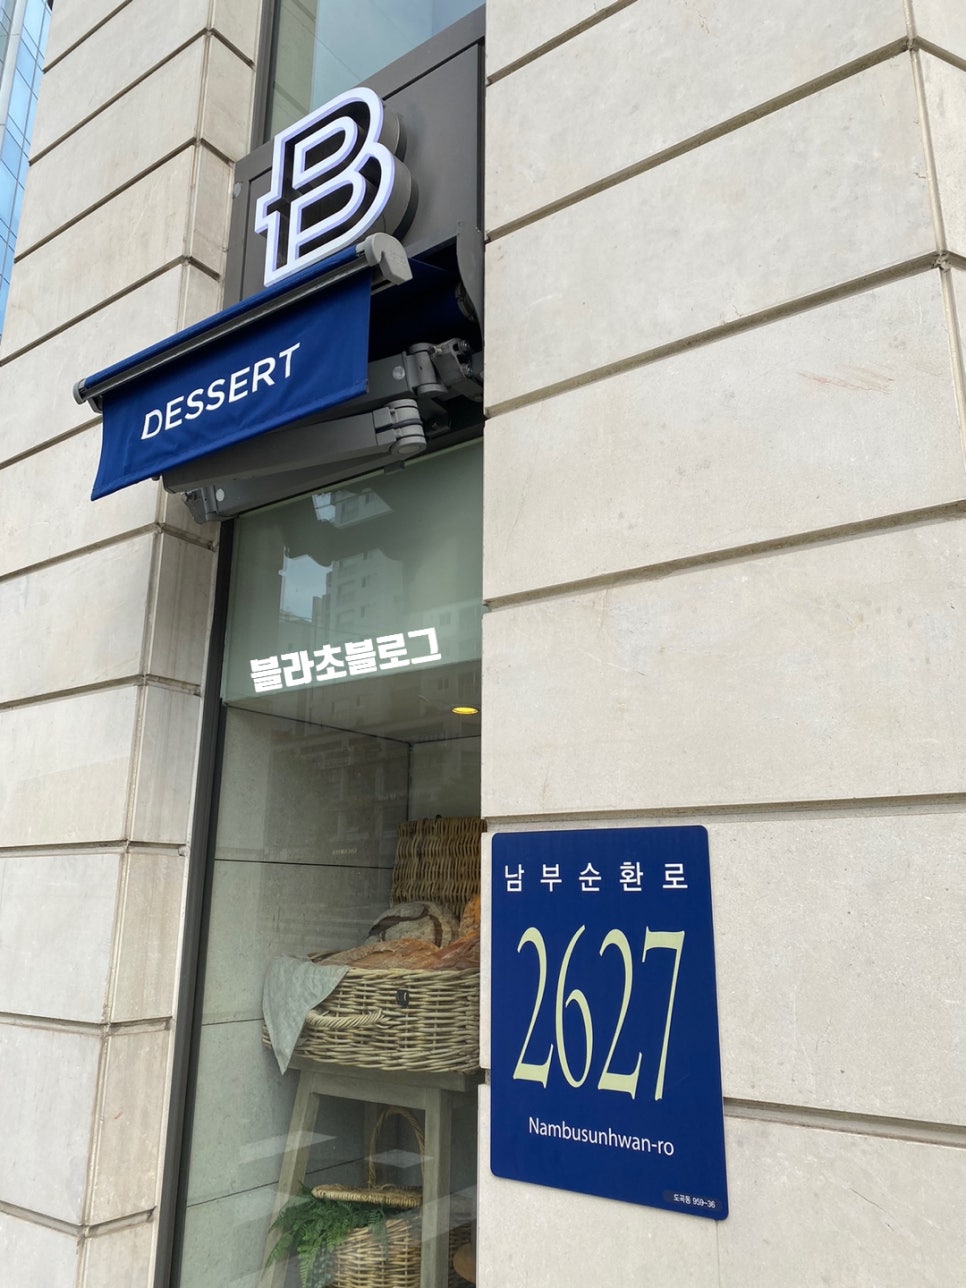 B
DESSERT
블라초블로그
남부순환로
2627
Nambusunhwan-ro
도곡동 959-36